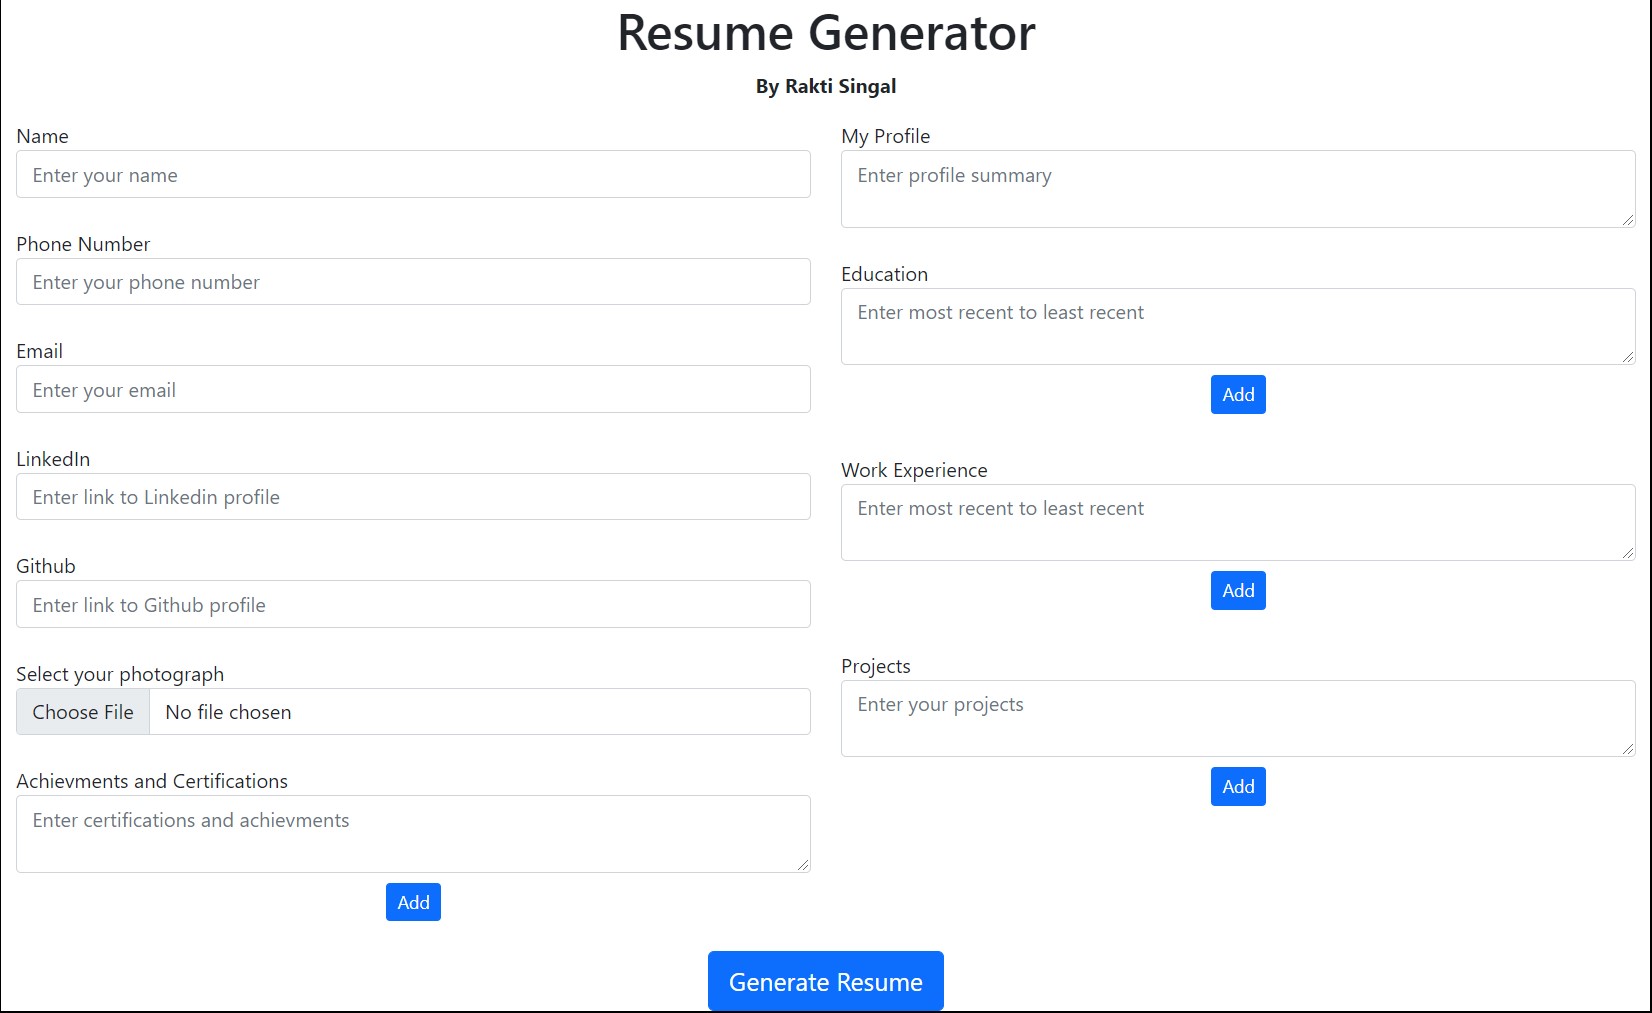 Resume Generator
By Rakti Singal
Name
Enter your name
Phone Number
Enter your phone number
Email
Enter your email
LinkedIn
Enter link to Linkedin profile
Github
Enter link to Github profile
Select your photograph
Choose File No file chosen
Achievments and Certifications
Enter certifications and achievments
Add
My Profile
Enter profile summary
Education
Enter most recent to least recent
Add
Work Experience
Enter most recent to least recent
Add
Projects
Enter your projects
Add
Generate Resume